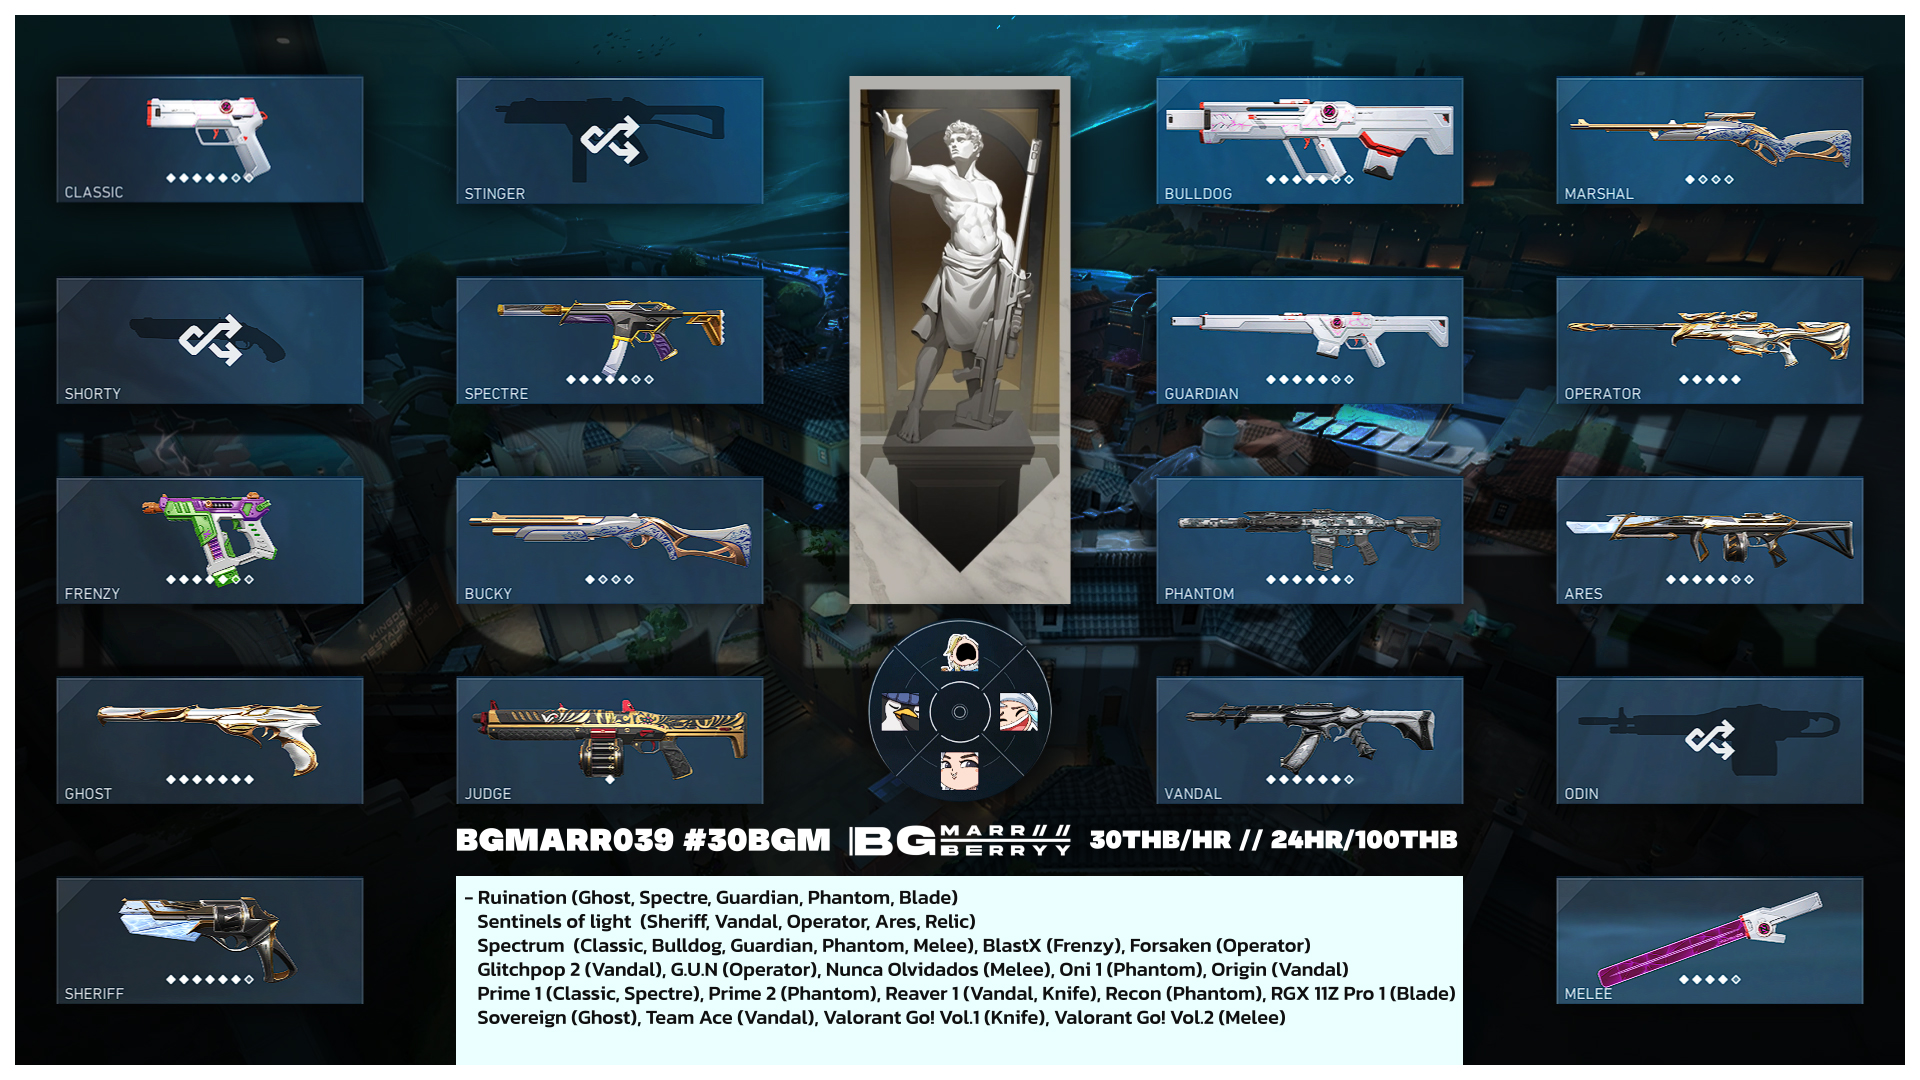 CLASSIC
STINGER
BULLDOG
MARSHAL
SHORTY
SPECTRE
GUARDIAN
OPERATOR
FRENZY
BUCKY
PHANTOM
ARES
GHOST
JUDGE
VANDAL
ODIN
BGMARR039 #30BGM
BG MARR////
BERRYY
30THB/HR // 24HR/100THB
SHERIFF
MELEE
- Ruination (Ghost, Spectre, Guardian, Phantom, Blade)
Sentinels of light (Sheriff, Vandal, Operator, Ares, Relic)
Spectrum (Classic, Bulldog, Guardian, Phantom, Melee), BlastX (Frenzy), Forsaken (Operator)
Glitchpop 2 (Vandal), G.U.N (Operator), Nunca Olvidados (Melee), Oni 1 (Phantom), Origin (Vandal)
Prime 1 (Classic, Spectre), Prime 2 (Phantom), Reaver 1 (Vandal, Knife), Recon (Phantom), RGX 11Z Pro 1 (Blade)
Sovereign (Ghost), Team Ace (Vandal), Valorant Go! Vol.1 (Knife), Valorant Go! Vol.2 (Melee)